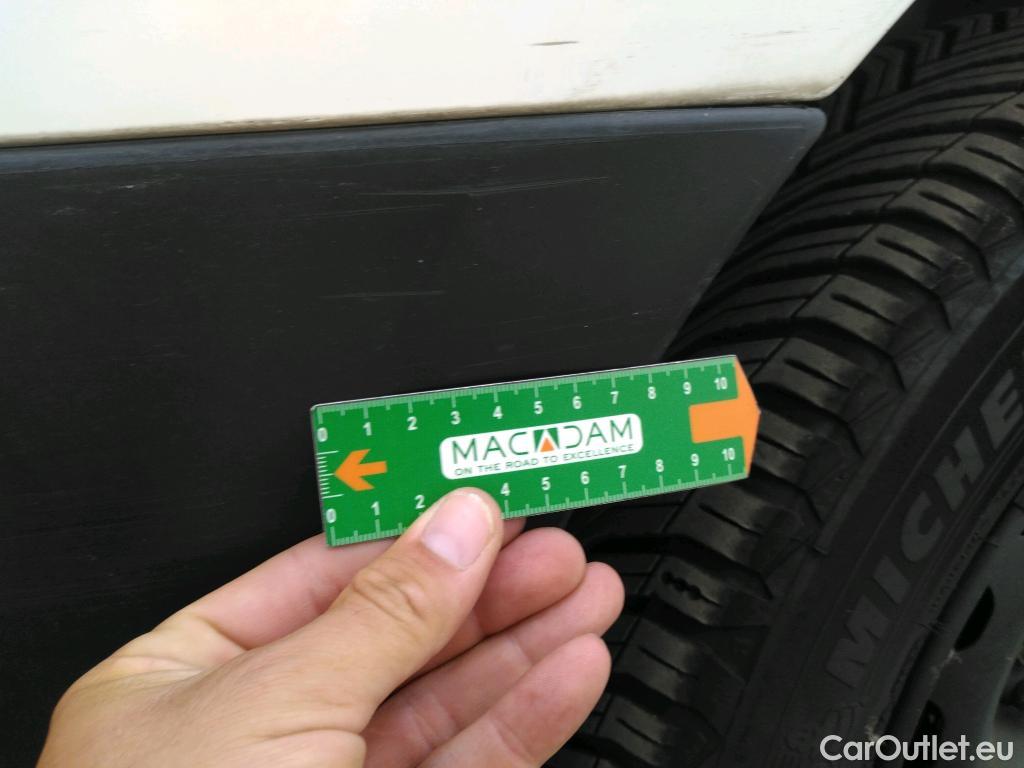 0 1 2 3 4 5 6 7 8 9 10
MACADAM
ON THE ROAD TO EXCELLENCE
0 1 2 4 5 6 7 8 9 10
MICHE
CarOutlet.eu